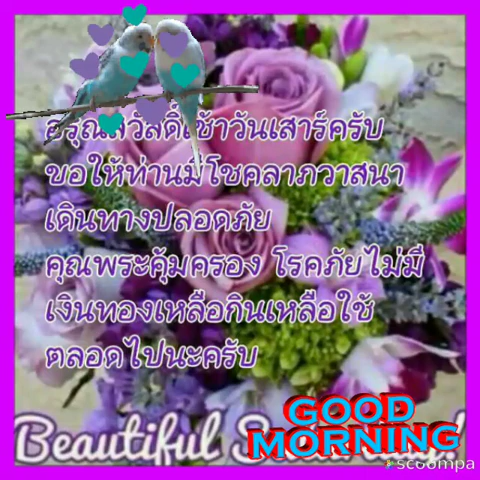 อรุณสวัสดิ์เช้าวันเสาร์ครับ
ขอให้ท่านมีโชคลาภวาสนา
เดินทางปลอดภัย
คุณพระคุ้มครอง โรคภัยไม่มี
เงินทองเหลือกินเหลือใช้
ตลอดไปนะครับ
GOOD
MORNING
Beautiful
scoompa